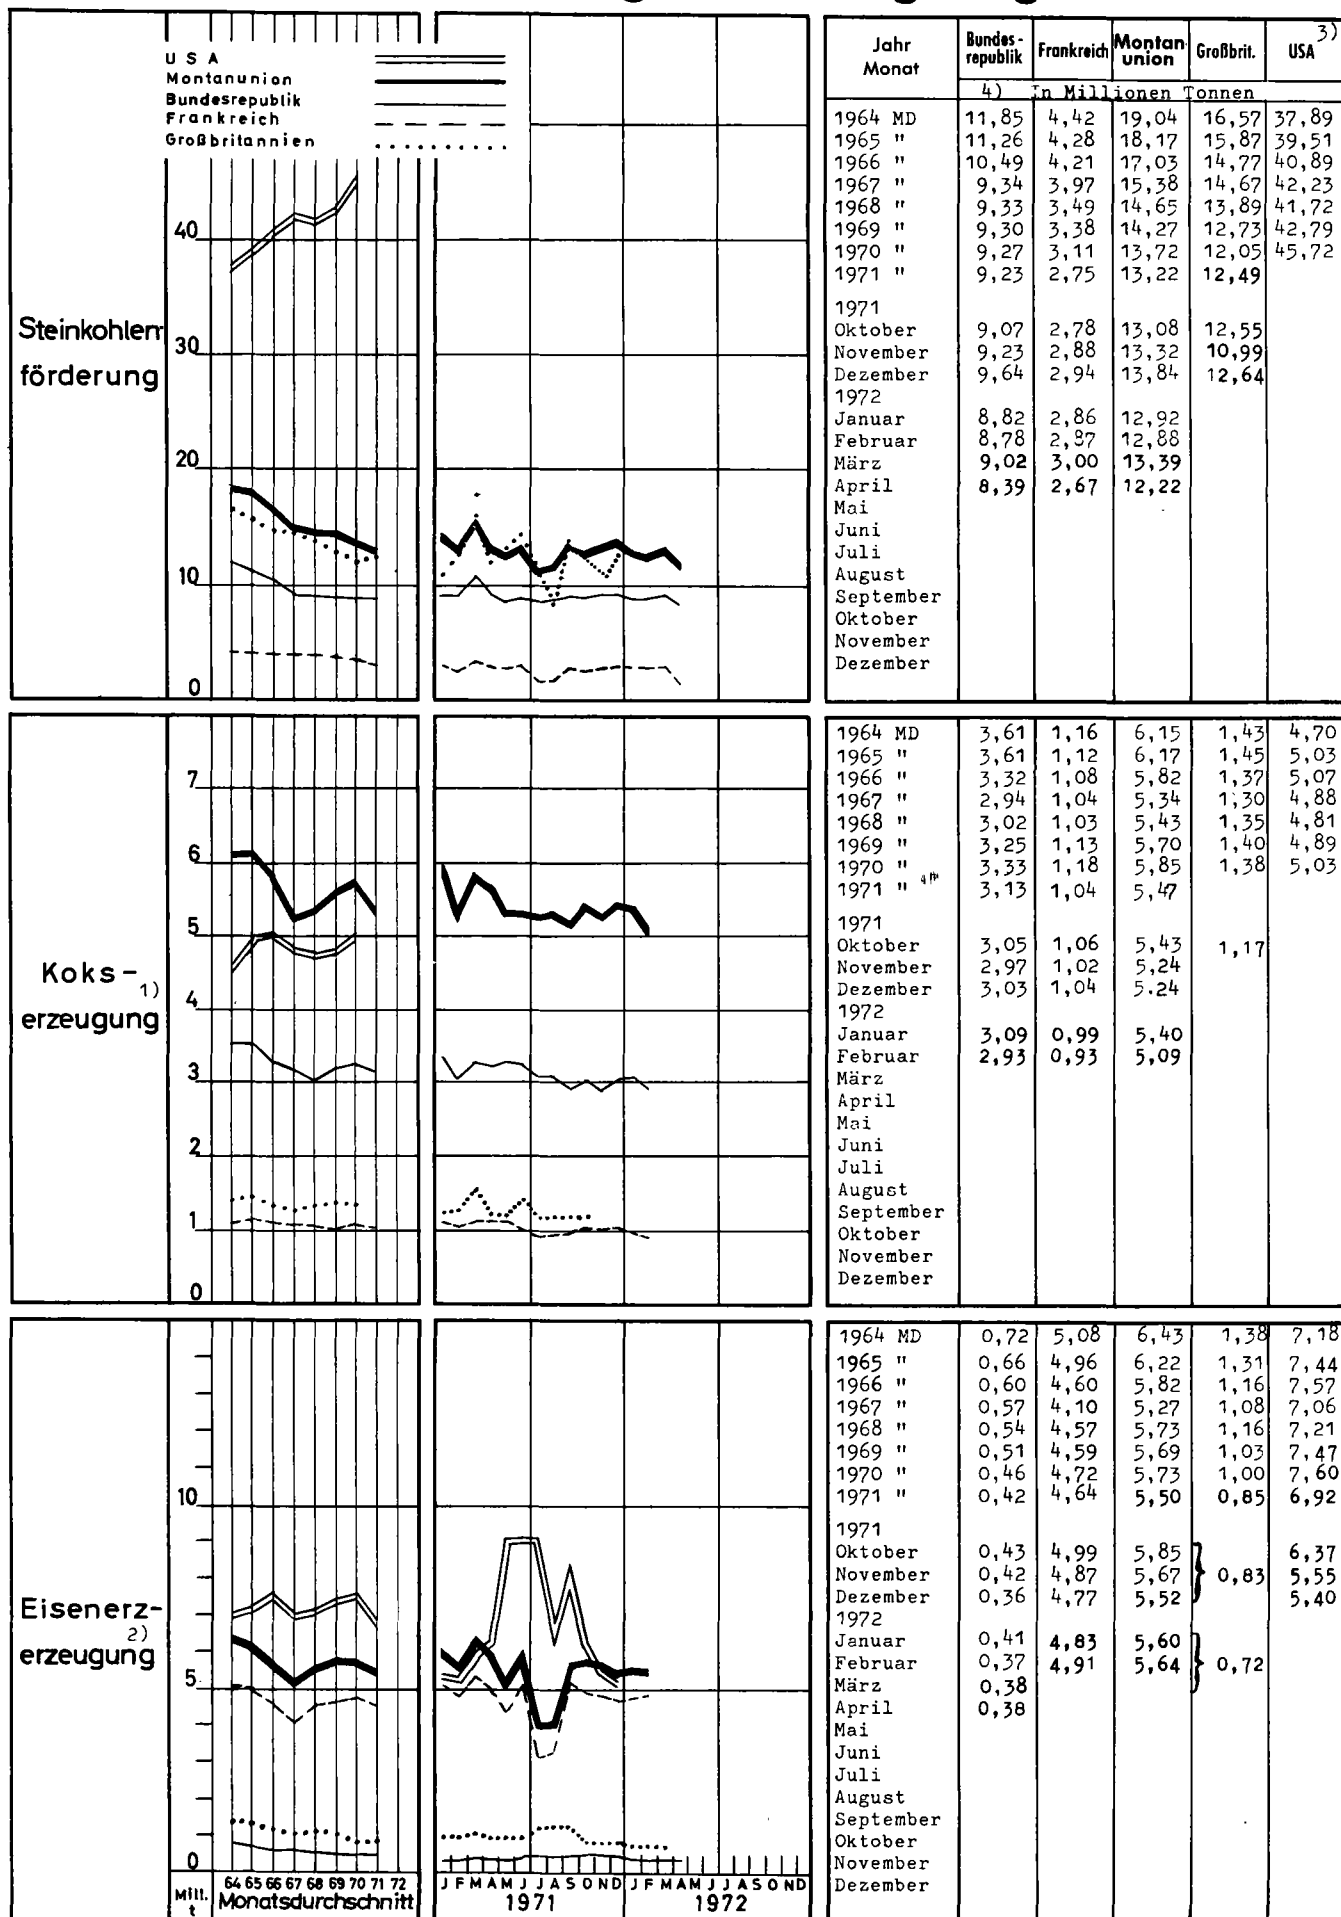 USA
Montanunion
Bundesrepublik
Frankreich
Großbritannien
40
30
20
10
0
Steinkohlen-
förderung
Jahr Monat Bundes-republik Frankreich Montan-union Großbrit. USA 3)
4) In Millionen Tonnen
1964 MD 11,85 4,42 19,04 16,57 37,89
1965 " 11,26 4,28 18,17 15,87 39,51
1966 " 10,49 4,21 17,03 14,77 40,89
1967 " 9,34 3,97 15,38 14,67 42,23
1968 " 9,33 3,49 14,65 13,89 41,72
1969 " 9,30 3,38 14,27 12,73 42,79
1970 " 9,27 3,11 13,72 12,05 45,72
1971 " 9,23 2,75 13,22 12,49
1971
Oktober 9,07 2,78 13,08 12,55
November 9,23 2,88 13,32 10,99
Dezember 9,64 2,94 13,84 12,64
1972
Januar 8,82 2,86 12,92
Februar 8,78 2,87 12,88
März 9,02 3,00 13,39
April 8,39 2,67 12,22
Mai
Juni
Juli
August
September
Oktober
November
Dezember
7
6
5
4
3
2
1
0
Koks- 1)
erzeugung
1964 MD 3,61 1,16 6,15 1,43 4,70
1965 " 3,61 1,12 6,17 1,45 5,03
1966 " 3,32 1,08 5,82 1,37 5,07
1967 " 2,94 1,04 5,34 1,30 4,88
1968 " 3,02 1,03 5,43 1,35 4,81
1969 " 3,25 1,13 5,70 1,40 4,89
1970 " 3,33 1,18 5,85 1,38 5,03
1971 " 3,13 1,04 5,47
1971
Oktober 3,05 1,06 5,43 1,17
November 2,97 1,02 5,24
Dezember 3,03 1,04 5.24
1972
Januar 3,09 0,99 5,40
Februar 2,93 0,93 5,09
März
April
Mai
Juni
Juli
August
September
Oktober
November
Dezember
10
5
0
Eisenerz-
2)
erzeugung
1964 MD 0,72 5,08 6,43 1,38 7,18
1965 " 0,66 4,96 6,22 1,31 7,44
1966 " 0,60 4,60 5,82 1,16 7,57
1967 " 0,57 4,10 5,27 1,08 7,06
1968 " 0,54 4,57 5,73 1,16 7,21
1969 " 0,51 4,59 5,69 1,03 7,47
1970 " 0,46 4,72 5,73 1,00 7,60
1971 " 0,42 4,64 5,50 0,85 6,92
1971
Oktober 0,43 4,99 5,85 6,37
November 0,42 4,87 5,67 } 0,83 5,55
Dezember 0,36 4,77 5,52 5,40
1972
Januar 0,41 4,83 5,60
Februar 0,37 4,91 5,64 } 0,72
März 0,38
April 0,38
Mai
Juni
Juli
August
September
Oktober
November
Dezember
Mill. t
64 65 66 67 68 69 70 71 72
Monatsdurchschnitt
J F M A M J J A S O N D J F M A M J J A S O N D
1971 1972